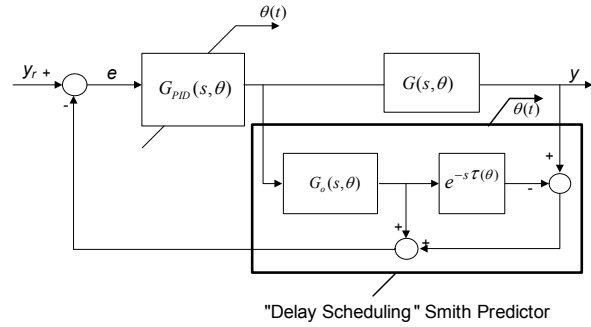 θ(t)
y_r + e G_PID(s,θ) G(s,θ) y
-
θ(t)
+
G_o(s,θ) e^{-sτ(θ)} -
+ +
"Delay Scheduling" Smith Predictor